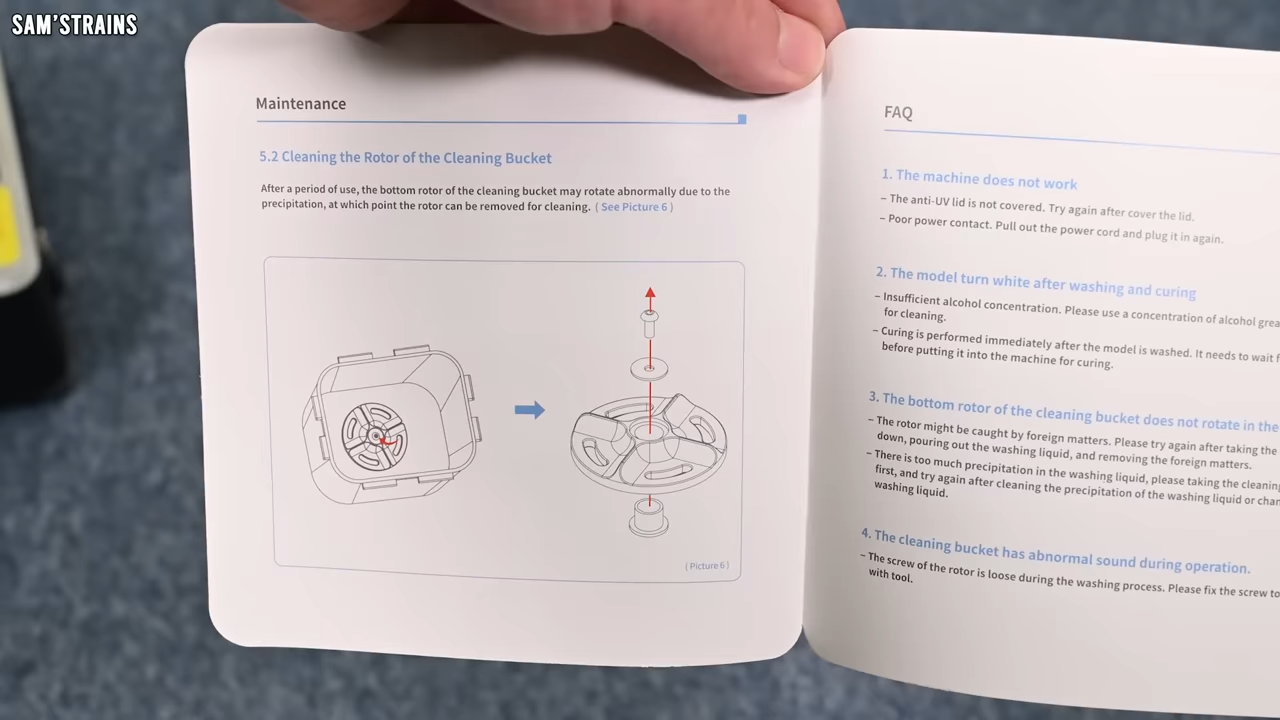 SAM'STRAINS
Maintenance
5.2 Cleaning the Rotor of the Cleaning Bucket
After a period of use, the bottom rotor of the cleaning bucket may rotate abnormally due to the
precipitation, at which point the rotor can be removed for cleaning. ( See Picture 6 )
( Picture 6 )
FAQ
1. The machine does not work
– The anti-UV lid is not covered. Try again after cover the lid.
– Poor power contact. Pull out the power cord and plug it in again.
2. The model turn white after washing and curing
– Insufficient alcohol concentration. Please use a concentration of alcohol
for cleaning.
– Curing is performed immediately after the model is washed. It needs to wait
before putting it into the machine for curing.
3. The bottom rotor of the cleaning bucket does not rotate in the
– The rotor might be caught by foreign matters. Please try again after taking the
down, pouring out the washing liquid, and removing the foreign matters.
– There is too much precipitation in the washing liquid, please taking the
first, and try again after cleaning the precipitation of the washing liquid or
washing liquid.
4. The cleaning bucket has abnormal sound during operation.
– The screw of the rotor is loose during the washing process. Please fix the screw
with tool.